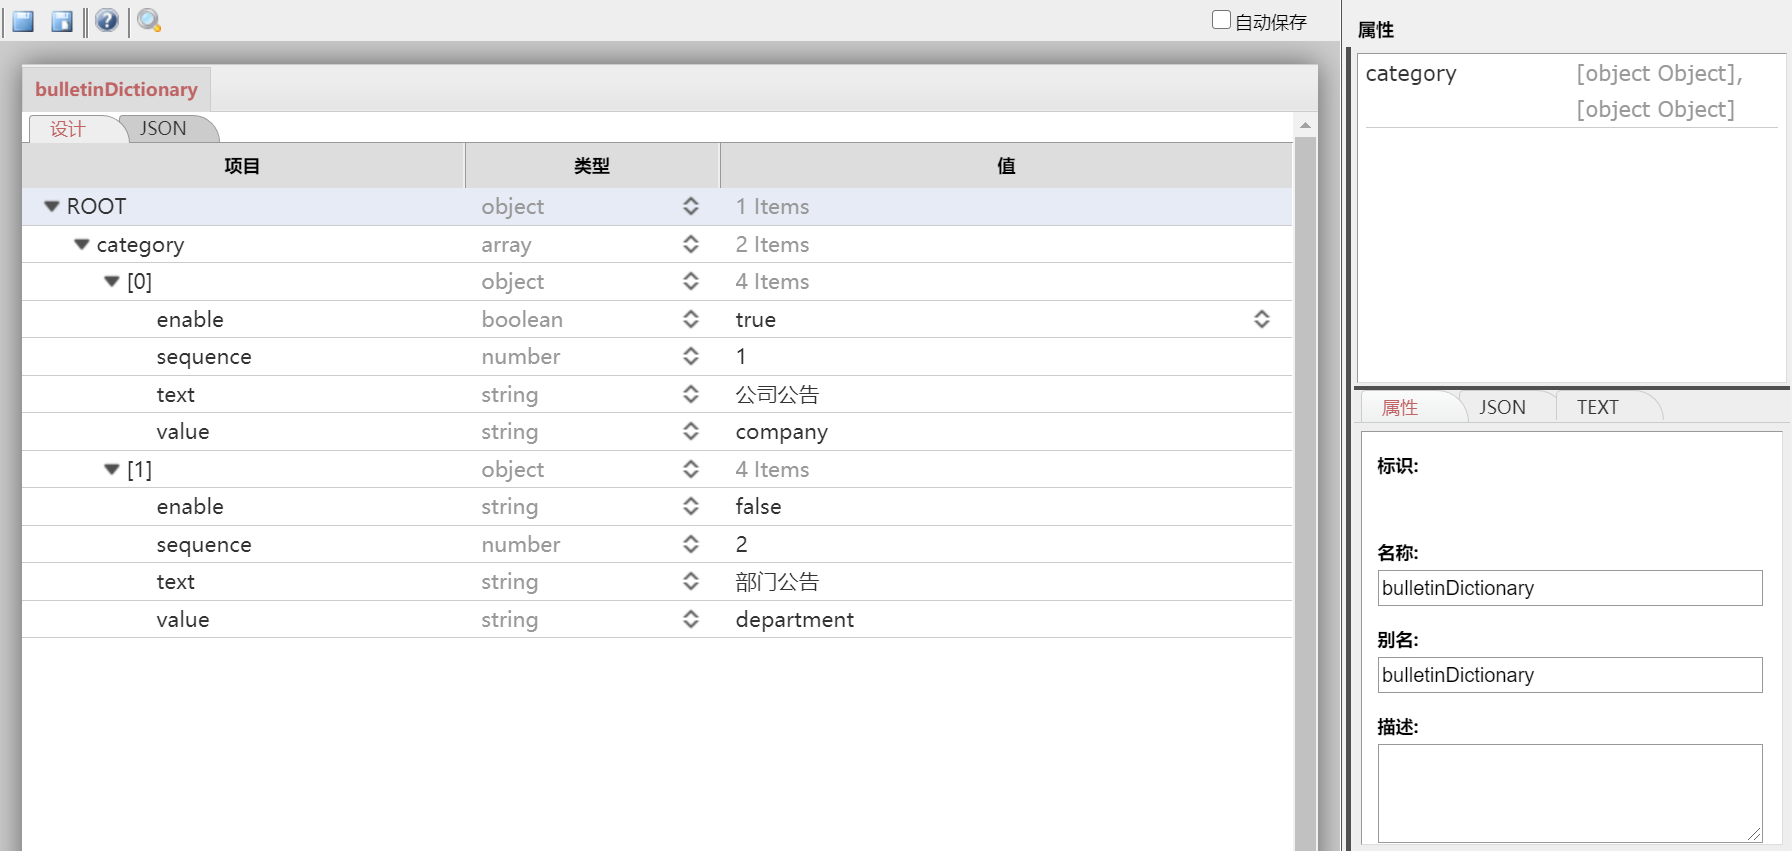 自动保存
bulletinDictionary
设计 JSON
项目 类型 值
ROOT object 1 Items
category array 2 Items
[0] object 4 Items
enable boolean true
sequence number 1
text string 公司公告
value string company
[1] object 4 Items
enable string false
sequence number 2
text string 部门公告
value string department
属性
category [object Object],
[object Object]
属性 JSON TEXT
标识:
名称:
bulletinDictionary
别名:
bulletinDictionary
描述: